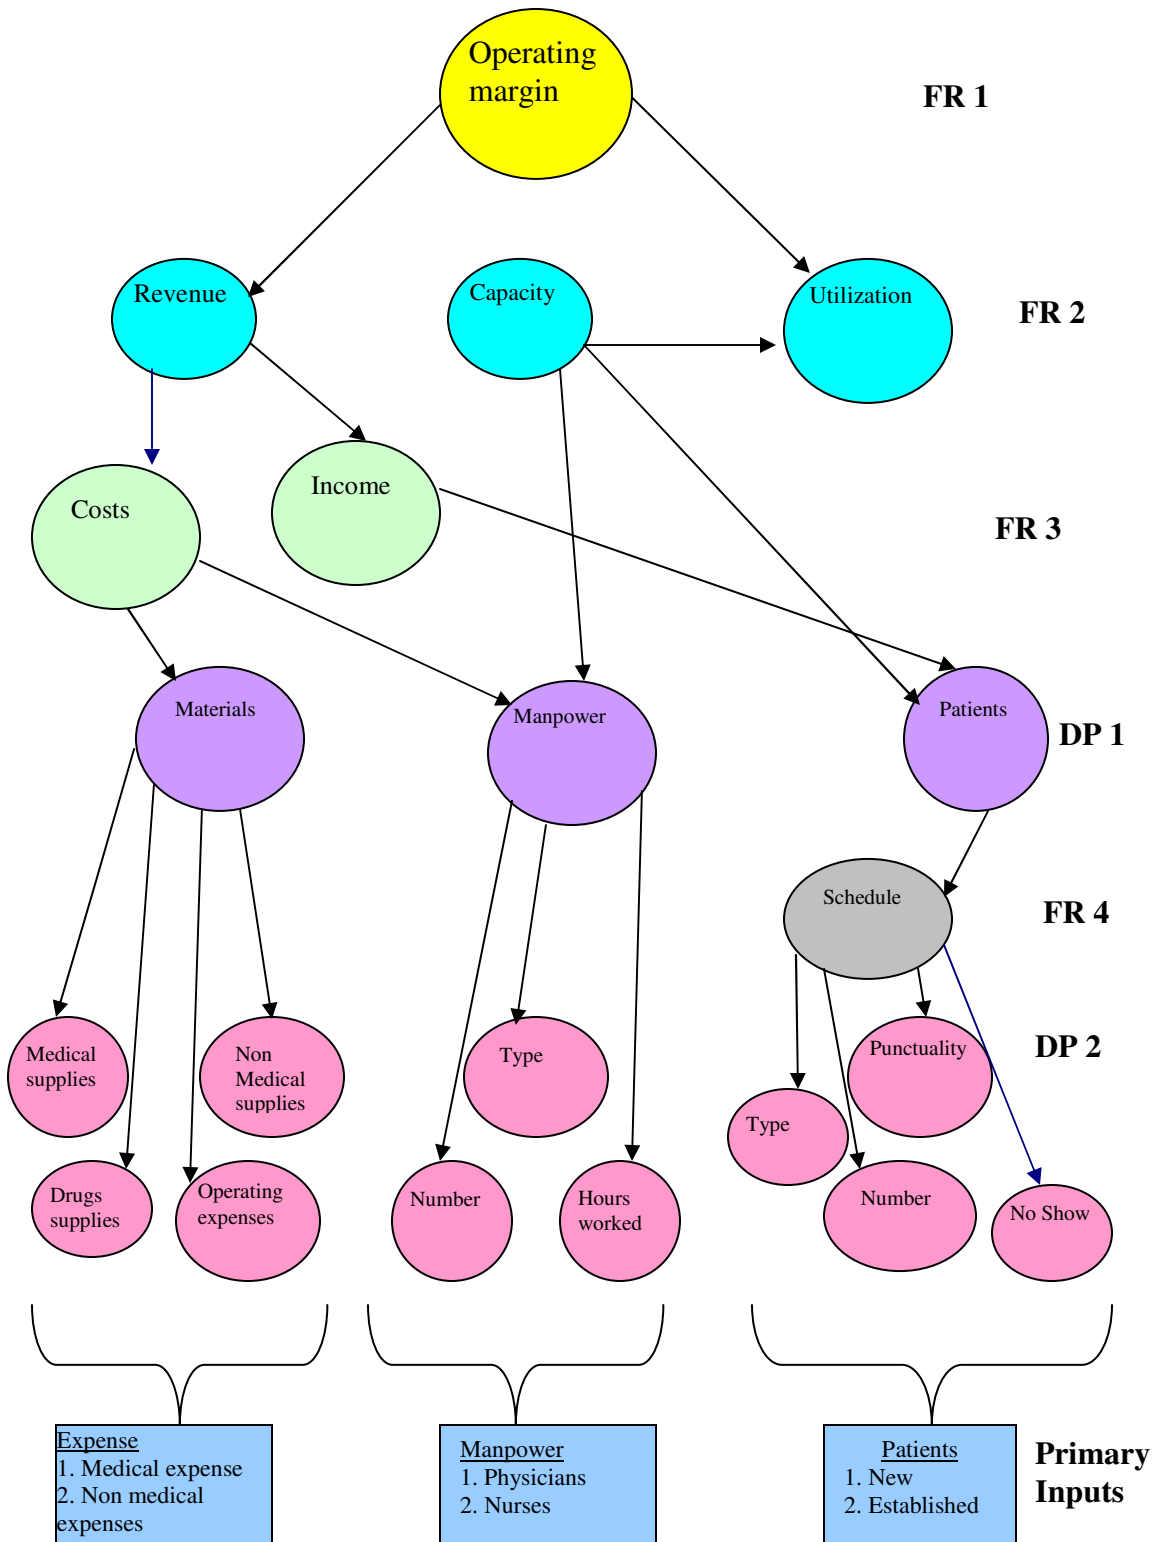 Operating
margin
FR 1
Revenue
Capacity
Utilization
FR 2
Costs
Income
FR 3
Materials
Manpower
Patients
DP 1
Schedule
FR 4
Medical
supplies
Non
Medical
supplies
Type
Punctuality
DP 2
Type
Drugs
supplies
Operating
expenses
Number
Hours
worked
Number
No Show
Expense
1. Medical expense
2. Non medical
expenses
Manpower
1. Physicians
2. Nurses
Patients
1. New
2. Established
Primary
Inputs